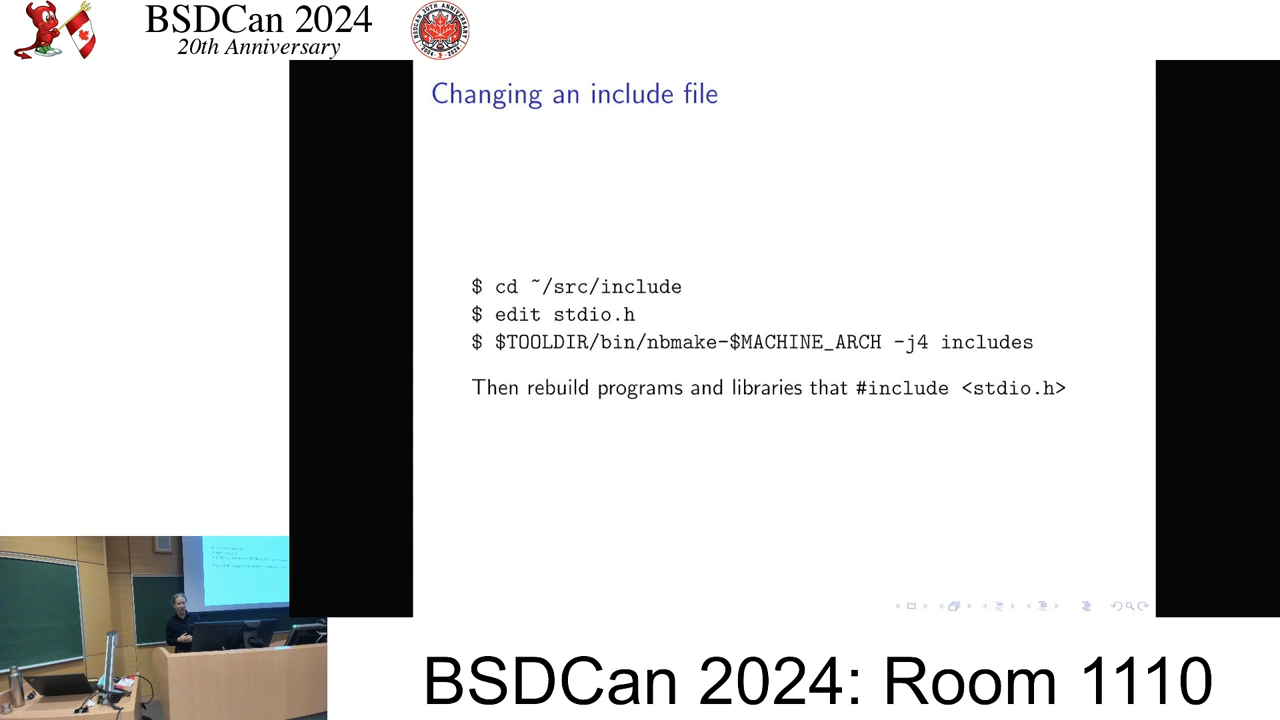 BSDCan 2024
20th Anniversary
Changing an include file
$ cd ~/src/include
$ edit stdio.h
$ $TOOLDIR/bin/nbmake-$MACHINE_ARCH -j4 includes
Then rebuild programs and libraries that #include <stdio.h>
BSDCan 2024: Room 1110